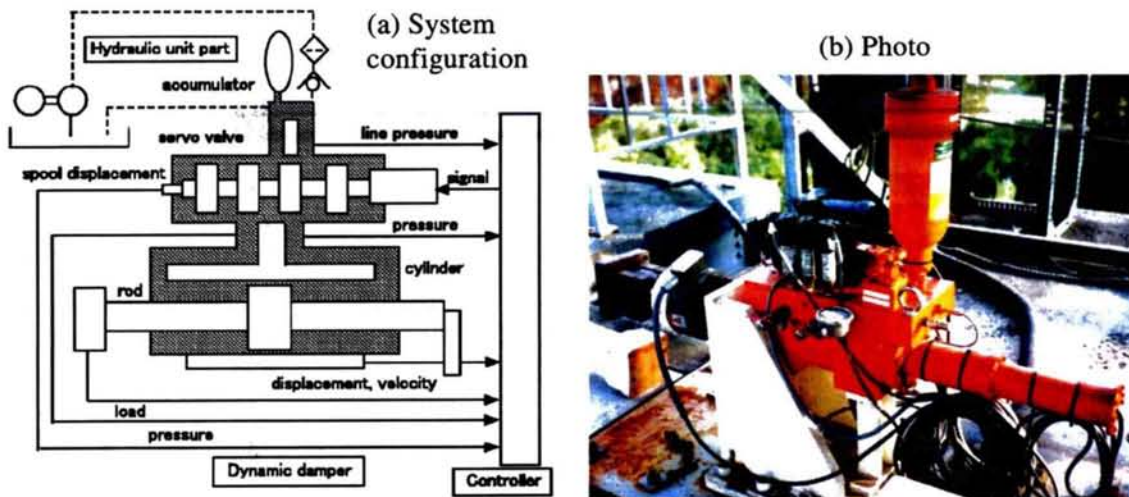 (a) System
configuration
Hydraulic unit part
accumulator
servo valve
line pressure
spool displacement
signal
pressure
cylinder
rod
displacement, velocity
load
pressure
Dynamic damper
Controller
(b) Photo